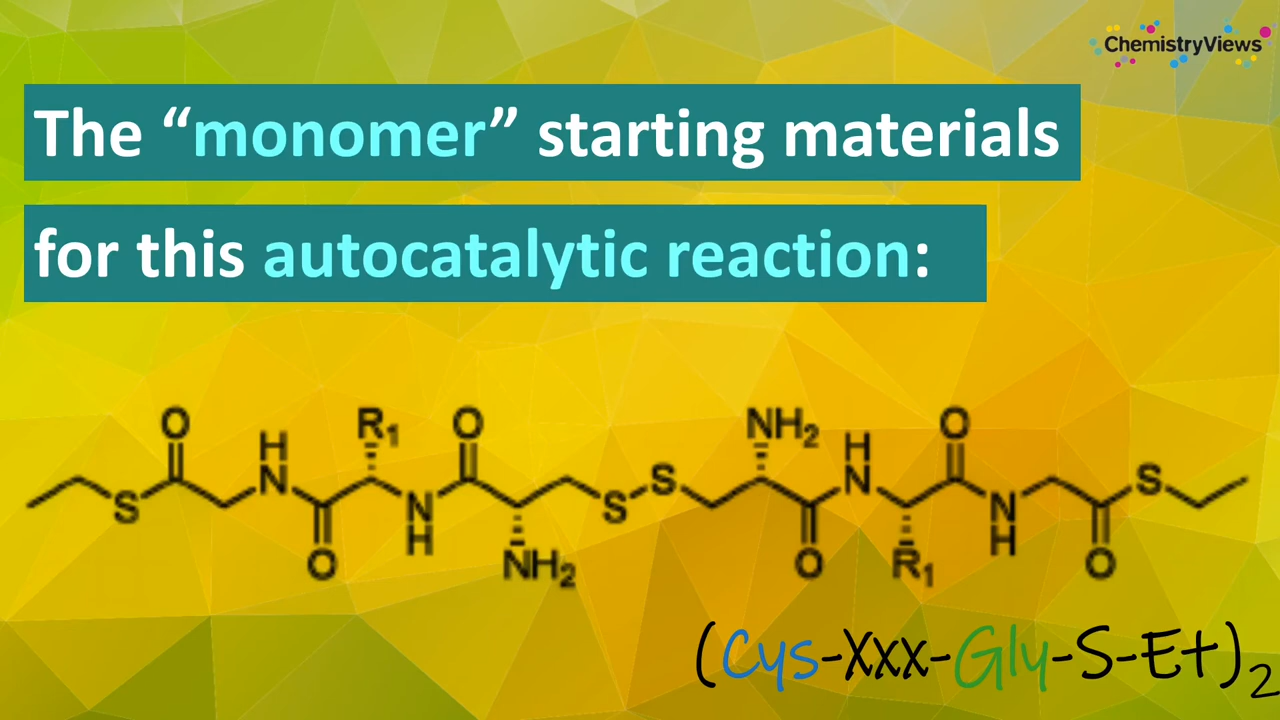 ChemistryViews
The “monomer” starting materials
for this autocatalytic reaction:
O H N R1 O NH2 H N O
S O N H NH2 S S O R1 N H O S
(Cys-Xxx-Gly-S-Et)2